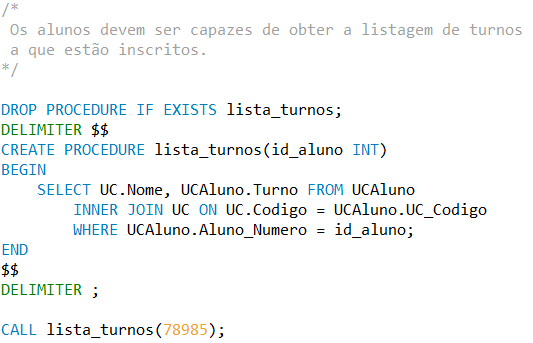 /*
 Os alunos devem ser capazes de obter a listagem de turnos
 a que estão inscritos.
*/

DROP PROCEDURE IF EXISTS lista_turnos;
DELIMITER $$
CREATE PROCEDURE lista_turnos(id_aluno INT)
BEGIN
    SELECT UC.Nome, UCAluno.Turno FROM UCAluno
        INNER JOIN UC ON UC.Codigo = UCAluno.UC_Codigo
        WHERE UCAluno.Aluno_Numero = id_aluno;
END
$$
DELIMITER ;

CALL lista_turnos(78985);